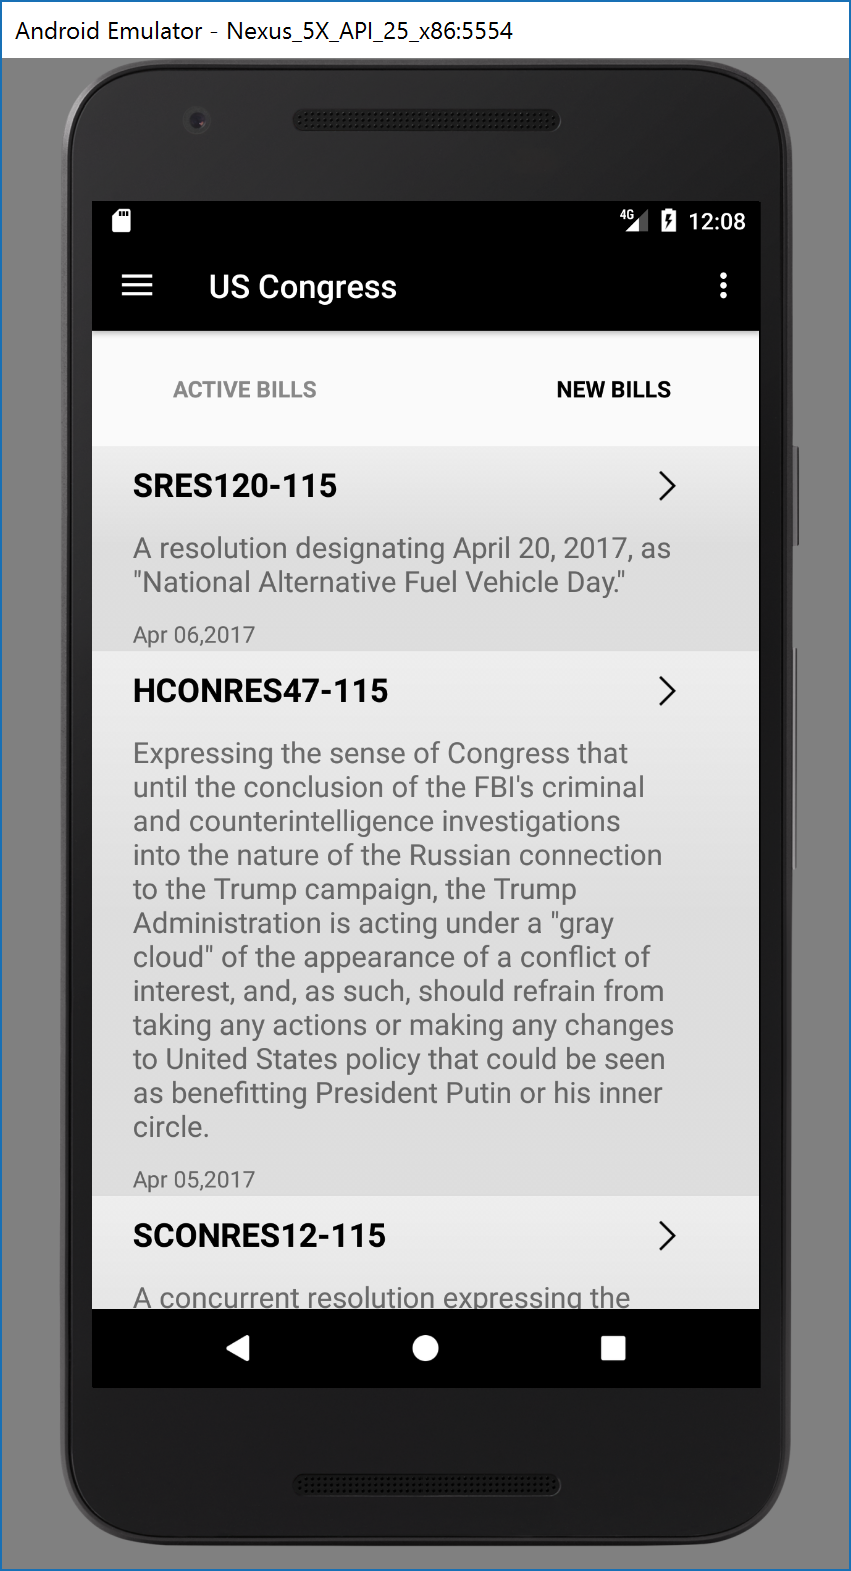 Android Emulator - Nexus_5X_API_25_x86:5554
4G 12:08
US Congress
ACTIVE BILLS NEW BILLS
SRES120-115
A resolution designating April 20, 2017, as
"National Alternative Fuel Vehicle Day."
Apr 06,2017
HCONRES47-115
Expressing the sense of Congress that
until the conclusion of the FBI's criminal
and counterintelligence investigations
into the nature of the Russian connection
to the Trump campaign, the Trump
Administration is acting under a "gray
cloud" of the appearance of a conflict of
interest, and, as such, should refrain from
taking any actions or making any changes
to United States policy that could be seen
as benefitting President Putin or his inner
circle.
Apr 05,2017
SCONRES12-115
A concurrent resolution expressing the